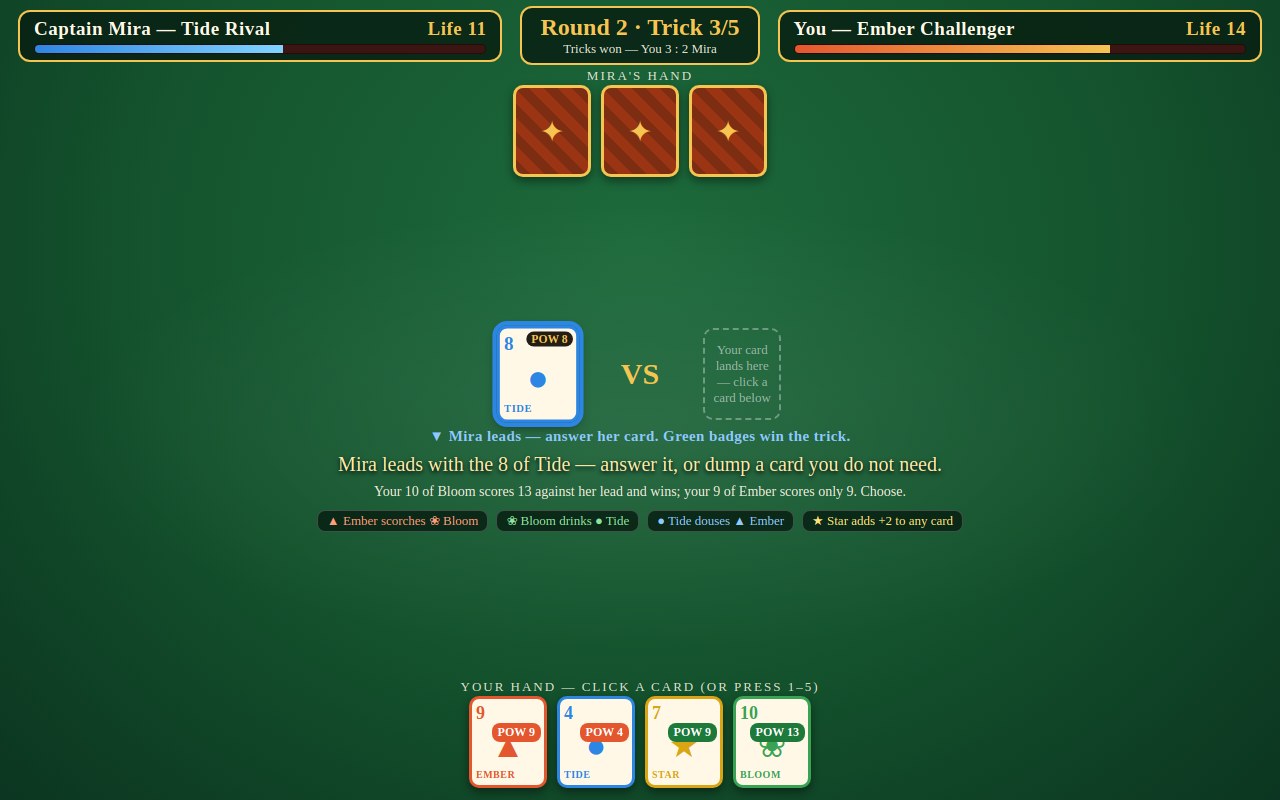 Captain Mira — Tide Rival
Life 11
Round 2 · Trick 3/5
Tricks won — You 3 : 2 Mira
You — Ember Challenger
Life 14
MIRA'S HAND
8
POW 8
TIDE
VS
Your card
lands here
— click a
card below
▼ Mira leads — answer her card. Green badges win the trick.
Mira leads with the 8 of Tide — answer it, or dump a card you do not need.
Your 10 of Bloom scores 13 against her lead and wins; your 9 of Ember scores only 9. Choose.
▲ Ember scorches ❀ Bloom
❀ Bloom drinks ● Tide
● Tide douses ▲ Ember
★ Star adds +2 to any card
YOUR HAND — CLICK A CARD (OR PRESS 1–5)
9
POW 9
EMBER
4
POW 4
TIDE
7
POW 9
STAR
10
POW 13
BLOOM